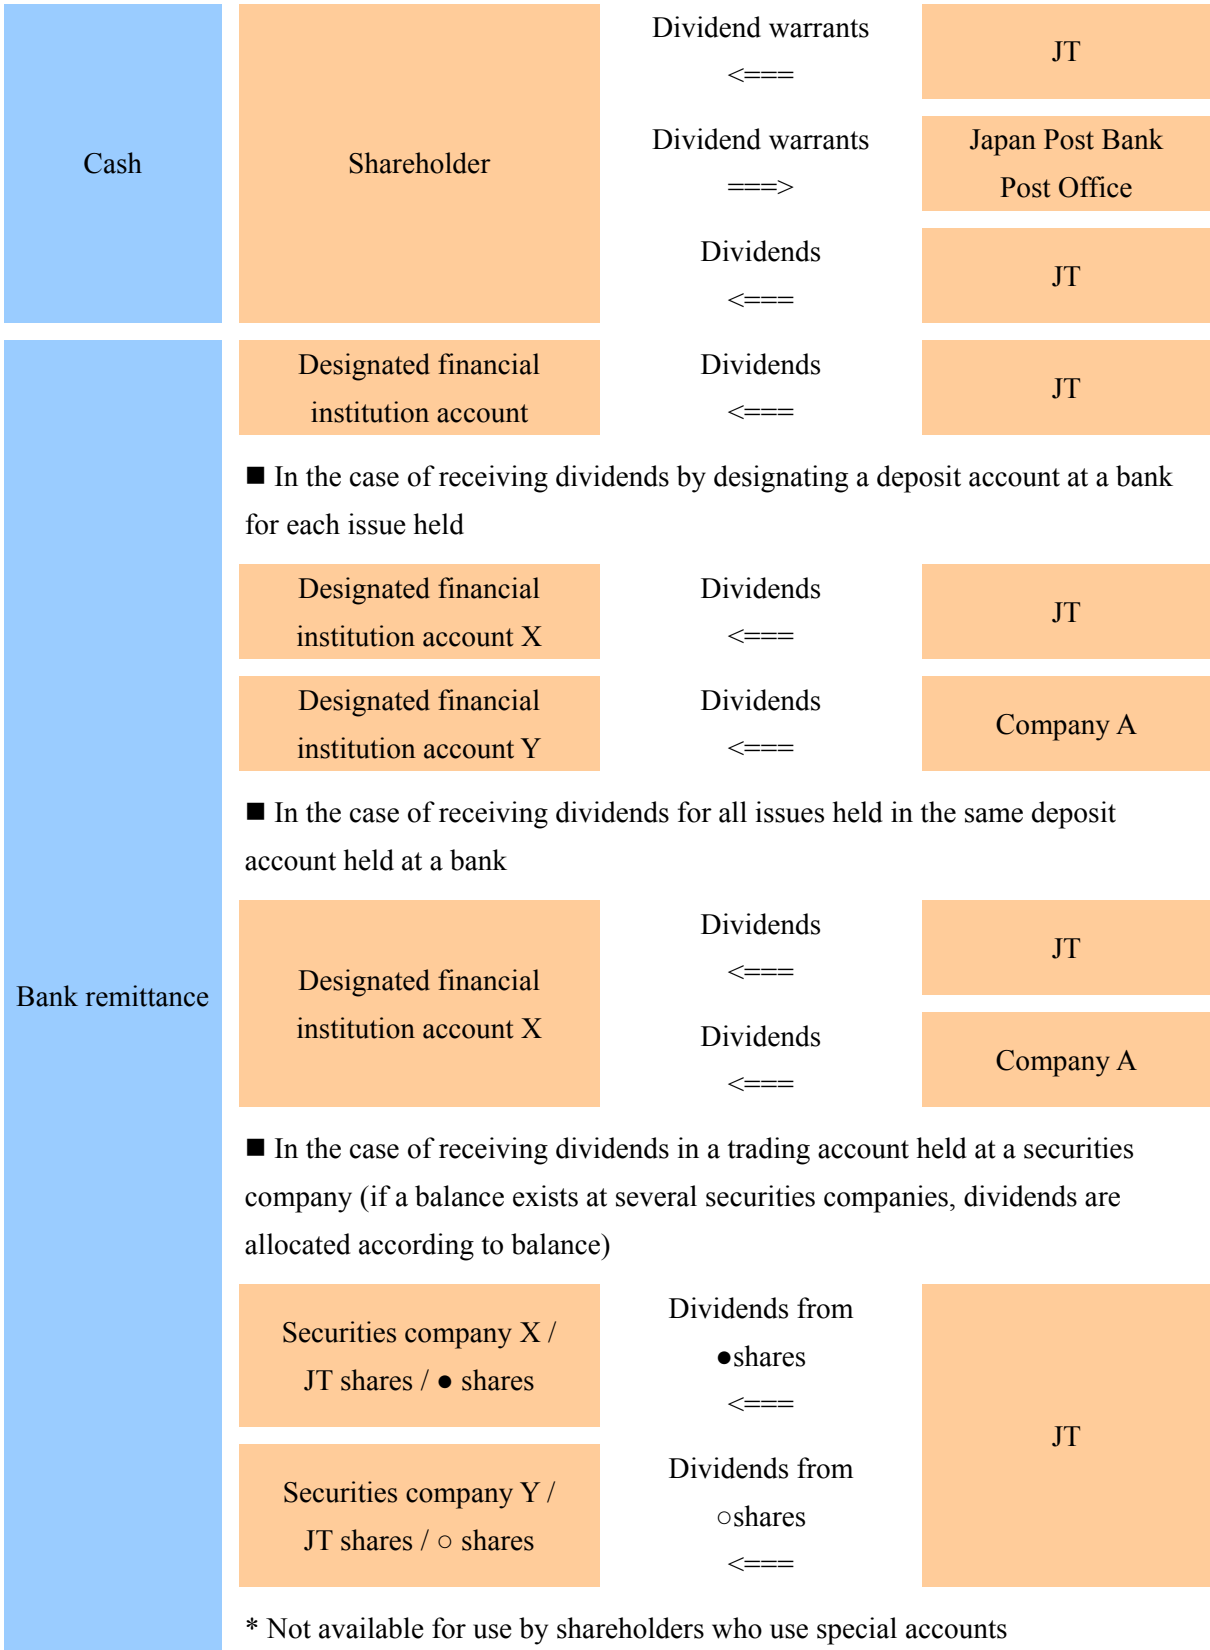 Cash
Shareholder
Dividend warrants
<===
JT
Dividend warrants
===>
Japan Post Bank
Post Office
Dividends
<===
JT
Bank remittance
Designated financial
institution account
Dividends
<===
JT
■ In the case of receiving dividends by designating a deposit account at a bank
for each issue held
Designated financial
institution account X
Dividends
<===
JT
Designated financial
institution account Y
Dividends
<===
Company A
■ In the case of receiving dividends for all issues held in the same deposit
account held at a bank
Designated financial
institution account X
Dividends
<===
JT
Dividends
<===
Company A
■ In the case of receiving dividends in a trading account held at a securities
company (if a balance exists at several securities companies, dividends are
allocated according to balance)
Securities company X /
JT shares / ● shares
Dividends from
●shares
<===
JT
Securities company Y /
JT shares / ○ shares
Dividends from
○shares
<===
* Not available for use by shareholders who use special accounts